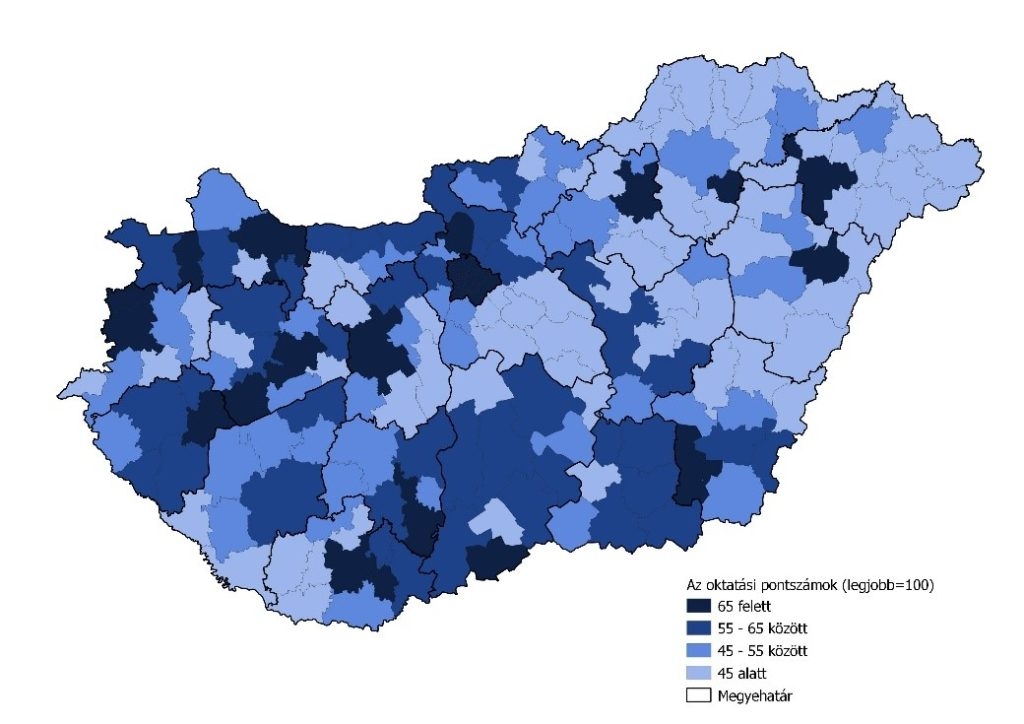 Az oktatási pontszámok (legjobb=100)
65 felett
55 - 65 között
45 - 55 között
45 alatt
Megyehatár